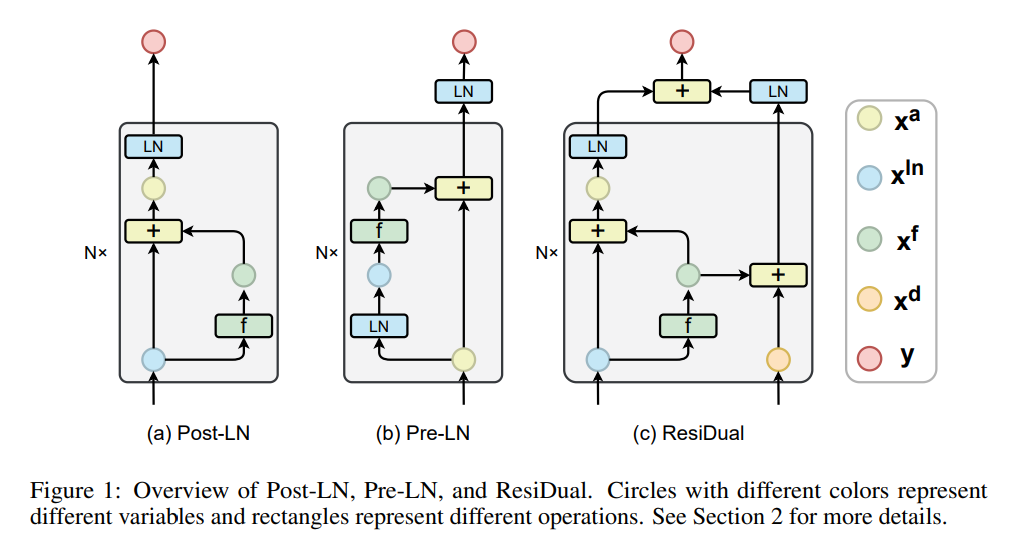 LN
+
f
N×
(a) Post-LN
LN
+
f
LN
N×
(b) Pre-LN
+
LN
LN
+
+
f
N×
(c) ResiDual
x^a
x^ln
x^f
x^d
y
Figure 1: Overview of Post-LN, Pre-LN, and ResiDual. Circles with different colors represent
different variables and rectangles represent different operations. See Section 2 for more details.